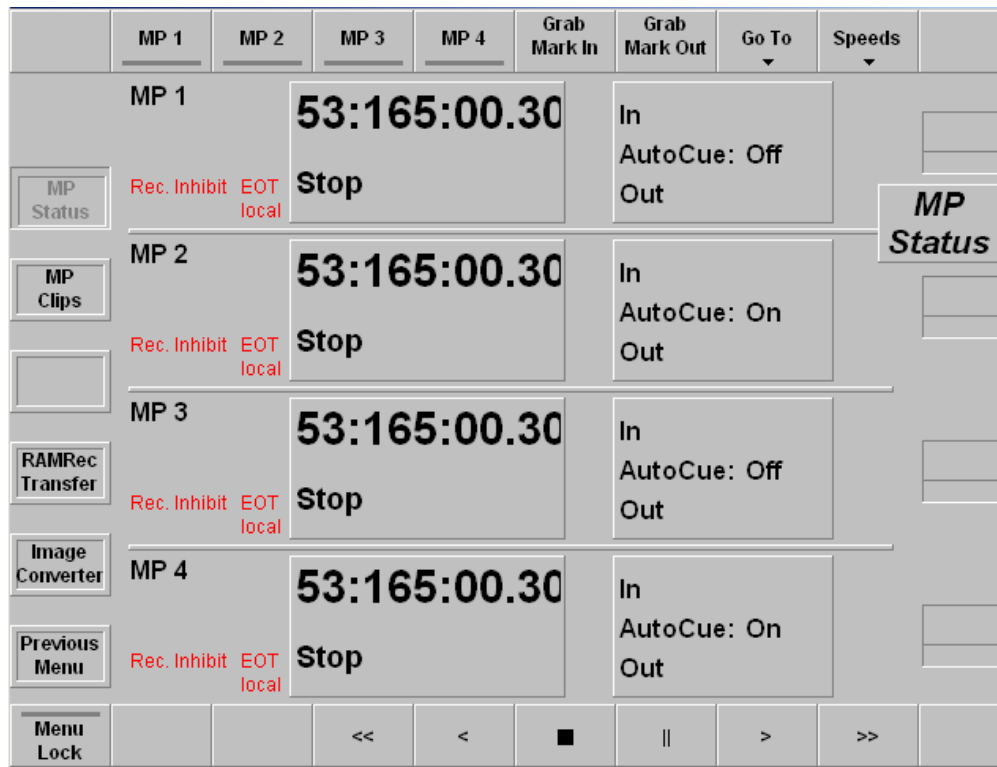 MP 1 MP 2 MP 3 MP 4 Grab Mark In Grab Mark Out Go To Speeds
MP 1
53:165:00.30
In
AutoCue: Off
Rec. Inhibit EOT
local
Stop
Out
MP
Status
MP
Status
MP 2
53:165:00.30
In
AutoCue: On
Rec. Inhibit EOT
local
Stop
Out
MP
Clips
MP 3
53:165:00.30
In
AutoCue: Off
Rec. Inhibit EOT
local
Stop
Out
RAMRec
Transfer
Image
Converter
MP 4
53:165:00.30
In
AutoCue: On
Rec. Inhibit EOT
local
Stop
Out
Previous
Menu
Menu
Lock
<< < ■ || > >>